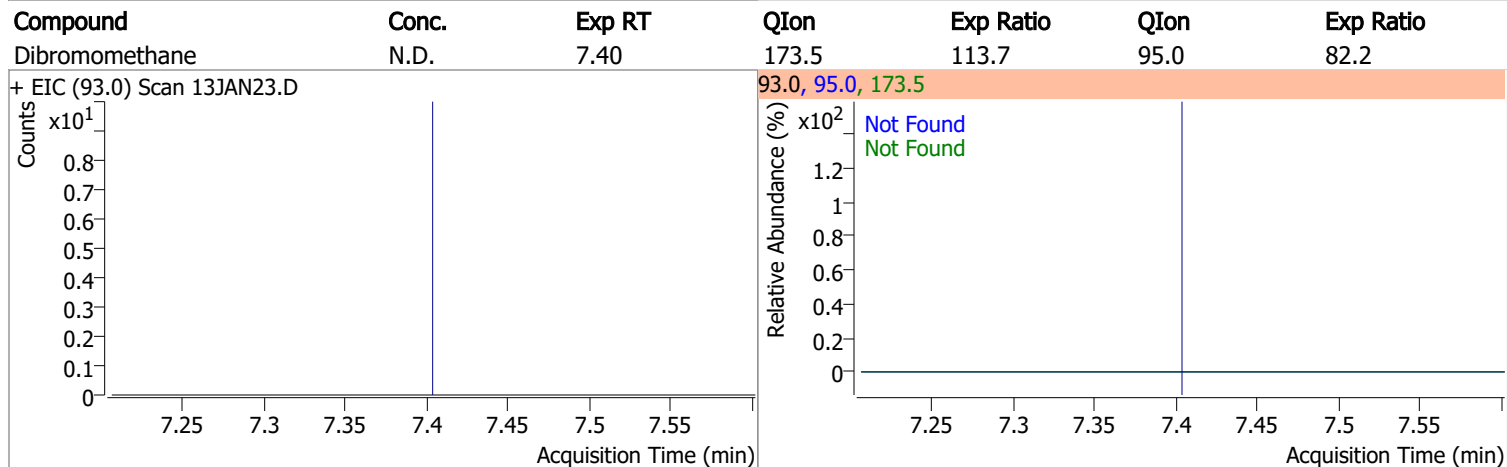 Compound Conc. Exp RT QIon Exp Ratio QIon Exp Ratio
Dibromomethane N.D. 7.40 173.5 113.7 95.0 82.2
+ EIC (93.0) Scan 13JAN23.D
Counts
x10¹
0.8
0.7
0.6
0.5
0.4
0.3
0.2
0.1
0
7.25 7.3 7.35 7.4 7.45 7.5 7.55
Acquisition Time (min)
93.0, 95.0, 173.5
Relative Abundance (%)
x10²
Not Found
Not Found
1.2
1
0.8
0.6
0.4
0.2
0
7.25 7.3 7.35 7.4 7.45 7.5 7.55
Acquisition Time (min)